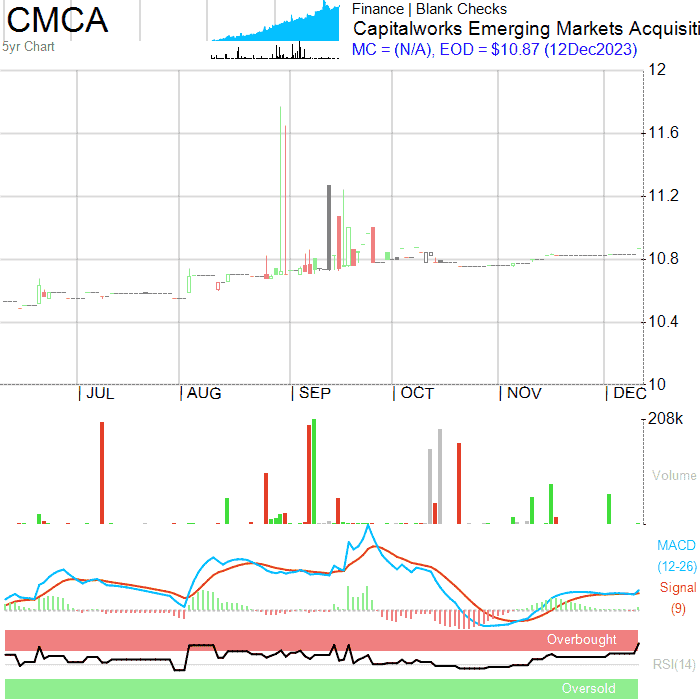 CMCA
5yr Chart
Finance | Blank Checks
Capitalworks Emerging Markets Acquisiti
MC = (N/A), EOD = $10.87 (12Dec2023)
12
11.6
11.2
10.8
10.4
10
JUL
AUG
SEP
OCT
NOV
DEC
208k
Volume
MACD
(12-26)
Signal
(9)
Overbought
RSI(14)
Oversold